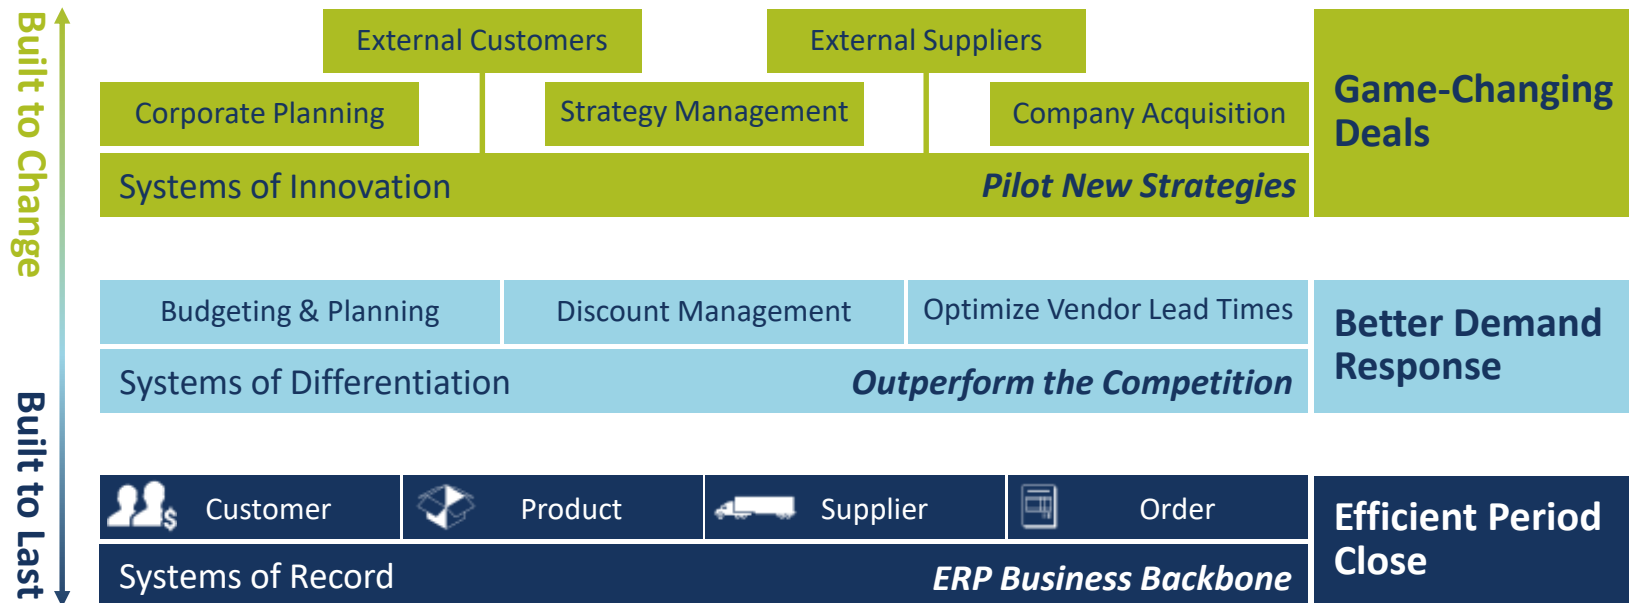 Built to Change
External Customers
External Suppliers
Corporate Planning
Strategy Management
Company Acquisition
Systems of Innovation
Pilot New Strategies
Game-Changing
Deals
Budgeting & Planning
Discount Management
Optimize Vendor Lead Times
Systems of Differentiation
Outperform the Competition
Better Demand
Response
Built to Last
$
Customer
Product
Supplier
Order
Systems of Record
ERP Business Backbone
Efficient Period
Close